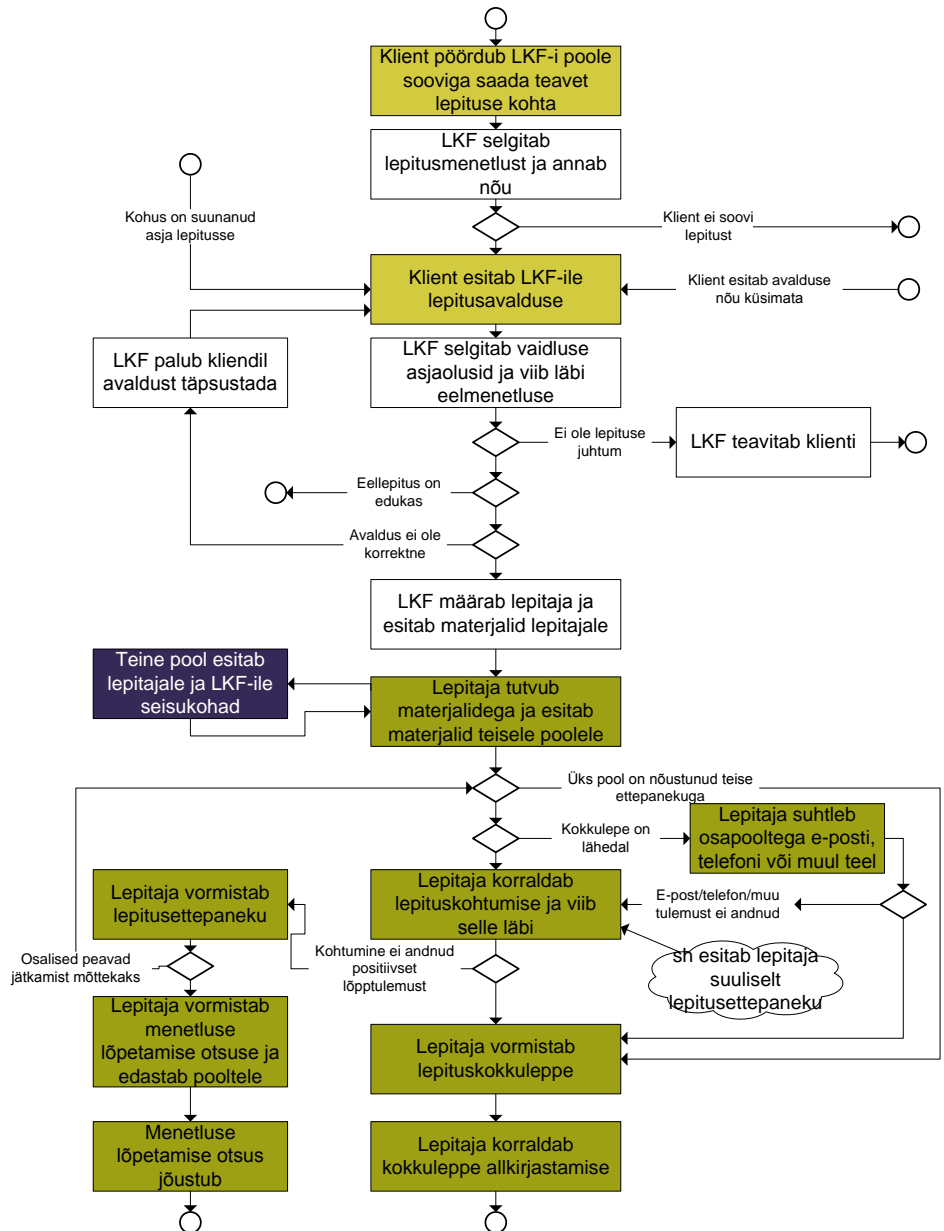 Klient pöördub LKF-i poole
sooviga saada teavet
lepituse kohta
LKF selgitab
lepitusmenetlust ja annab
nõu
Kohus on suunanud
asja lepitusse
Klient ei soovi
lepitust
Klient esitab LKF-ile
lepitusavalduse
Klient esitab avalduse
nõu küsimata
LKF palub kliendil
avaldust täpsustada
LKF selgitab vaidluse
asjaolusid ja viib läbi
eelmenetluse
Ei ole lepituse
juhtum
LKF teavitab klienti
Eellepitus on
edukas
Avaldus ei ole
korrektne
LKF määrab lepitaja ja
esitab materjalid lepitajale
Teine pool esitab
lepitajale ja LKF-ile
seisukohad
Lepitaja tutvub
materjalidega ja esitab
materjalid teisele poolele
Üks pool on nõustunud teise
ettepanekuga
Kokkulepe on
lähedal
Lepitaja suhtleb
osapooltega e-posti,
telefoni või muul teel
Lepitaja vormistab
lepitusettepaneku
Lepitaja korraldab
lepituskohtumise ja viib
selle läbi
E-post/telefon/muu
tulemust ei andnud
Osalised peavad
jätkamist mõttekaks
Kohtumine ei andnud
positiivset
lõpptulemust
sh esitab lepitaja
suuliselt
lepitusettepaneku
Lepitaja vormistab
menetluse
lõpetamise otsuse ja
edastab pooltele
Lepitaja vormistab
lepituskokkuleppe
Menetluse
lõpetamise otsus
jõustub
Lepitaja korraldab
kokkuleppe allkirjastamise